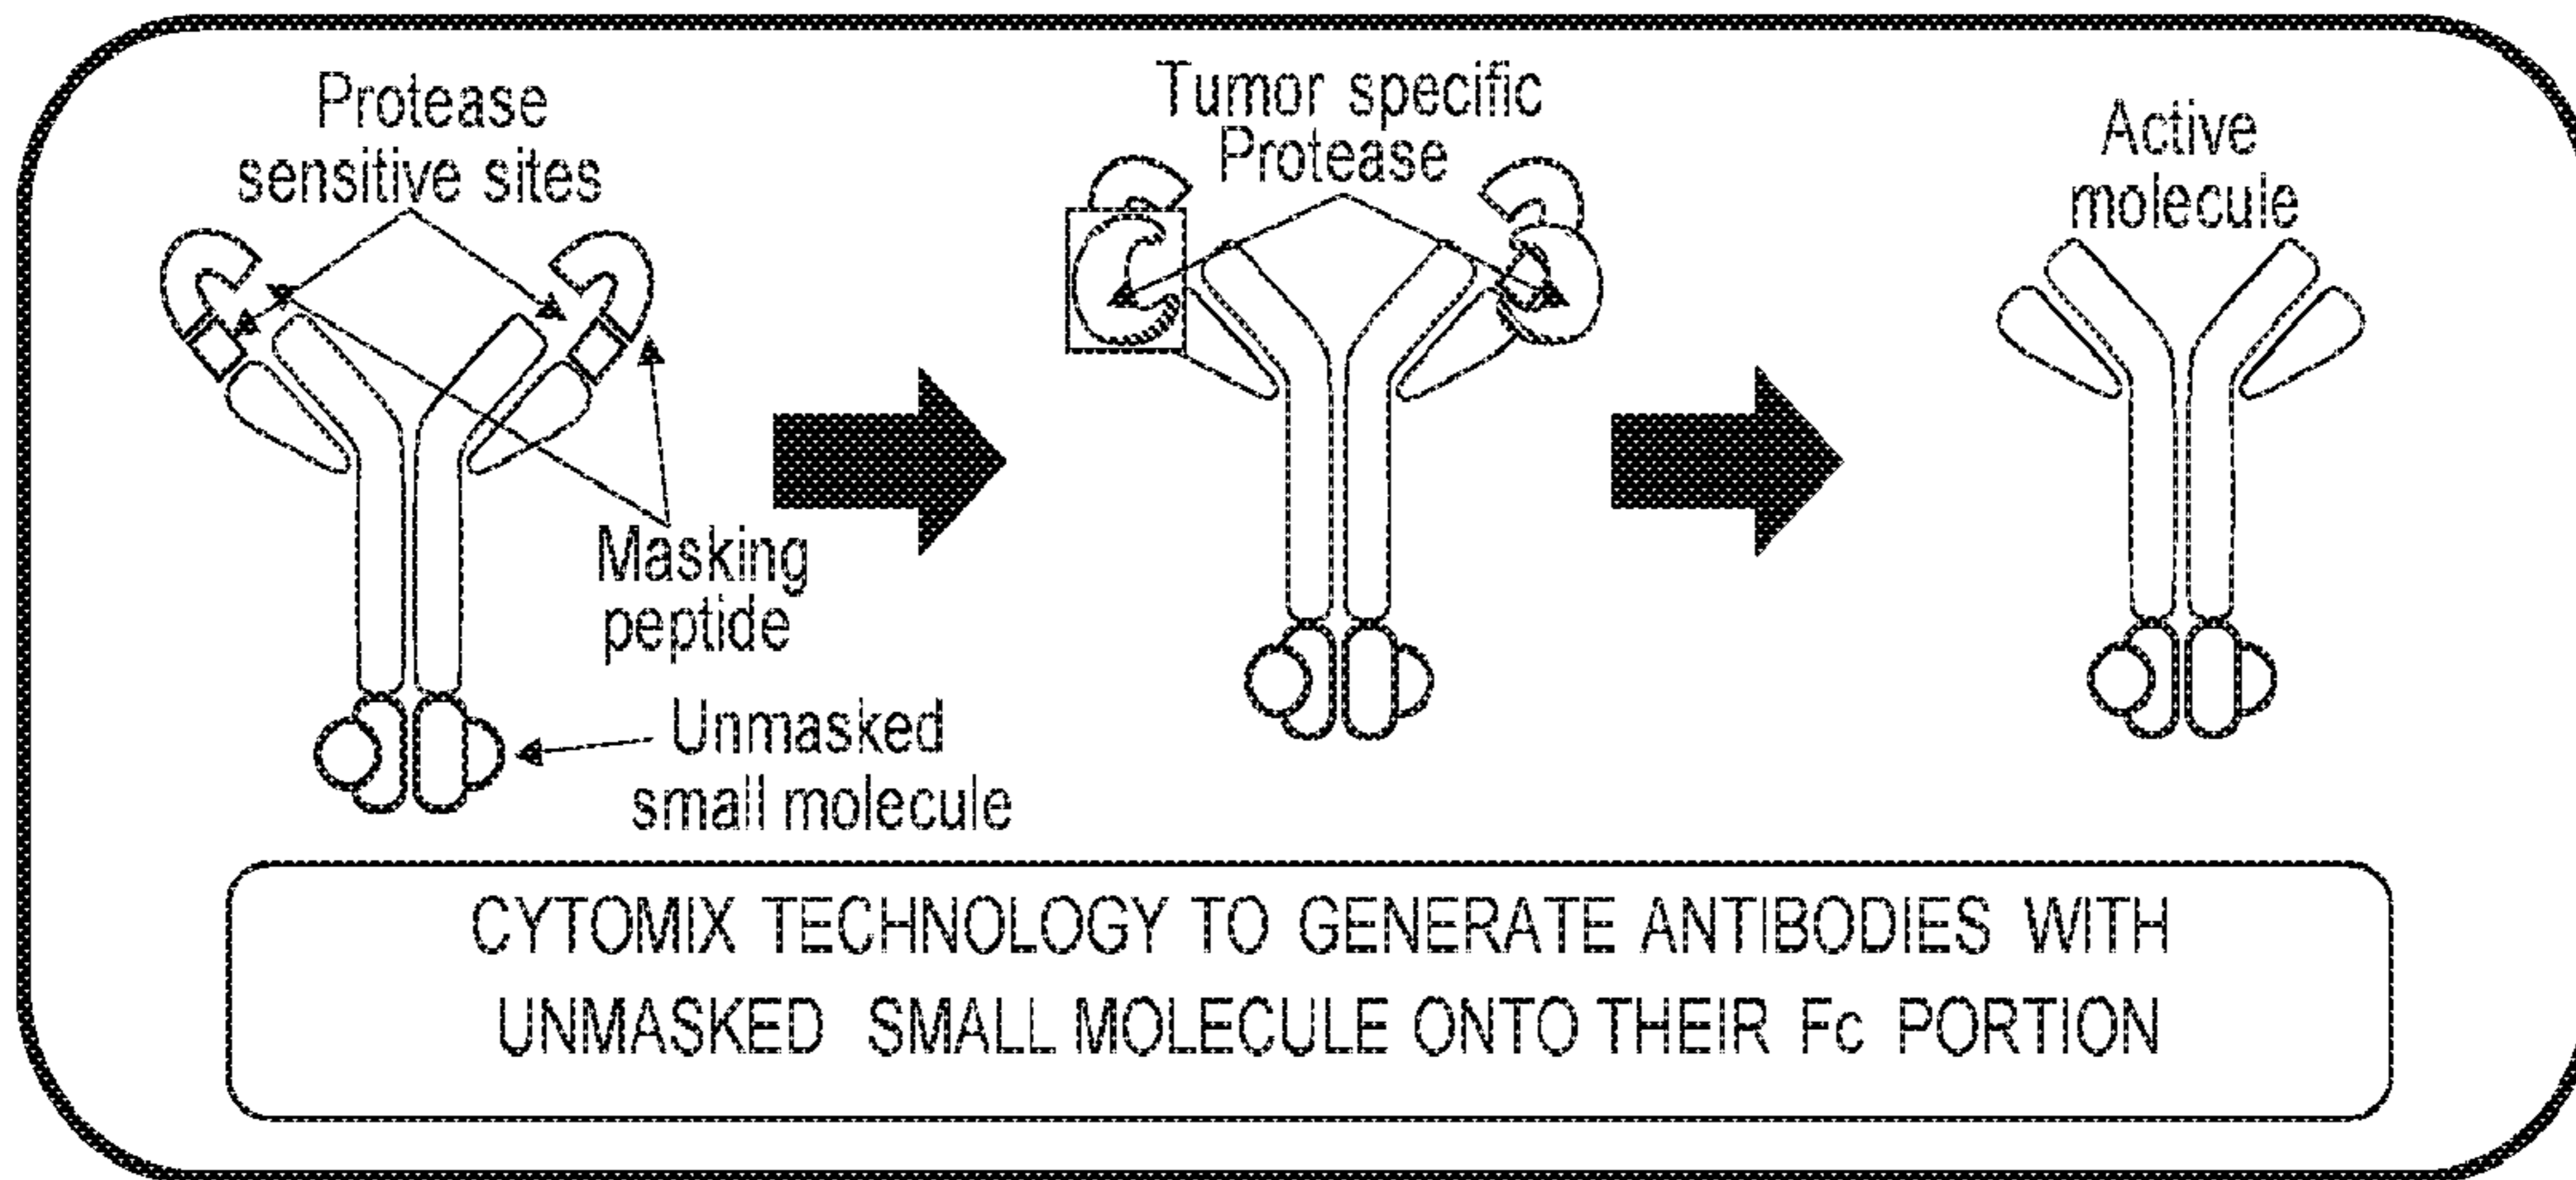 Protease
sensitive sites
Tumor specific
Protease
Active
molecule
Masking
peptide
Unmasked
small molecule
CYTOMIX TECHNOLOGY TO GENERATE ANTIBODIES WITH
UNMASKED SMALL MOLECULE ONTO THEIR Fc PORTION